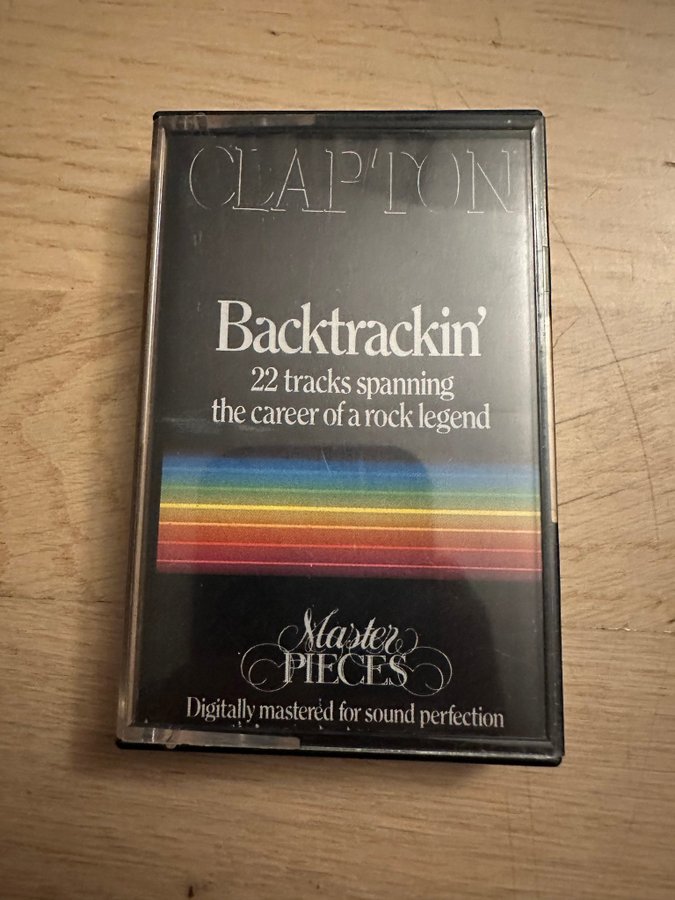 CLAPTON
Backtrackin'
22 tracks spanning
the career of a rock legend
Master
PIECES
Digitally mastered for sound perfection